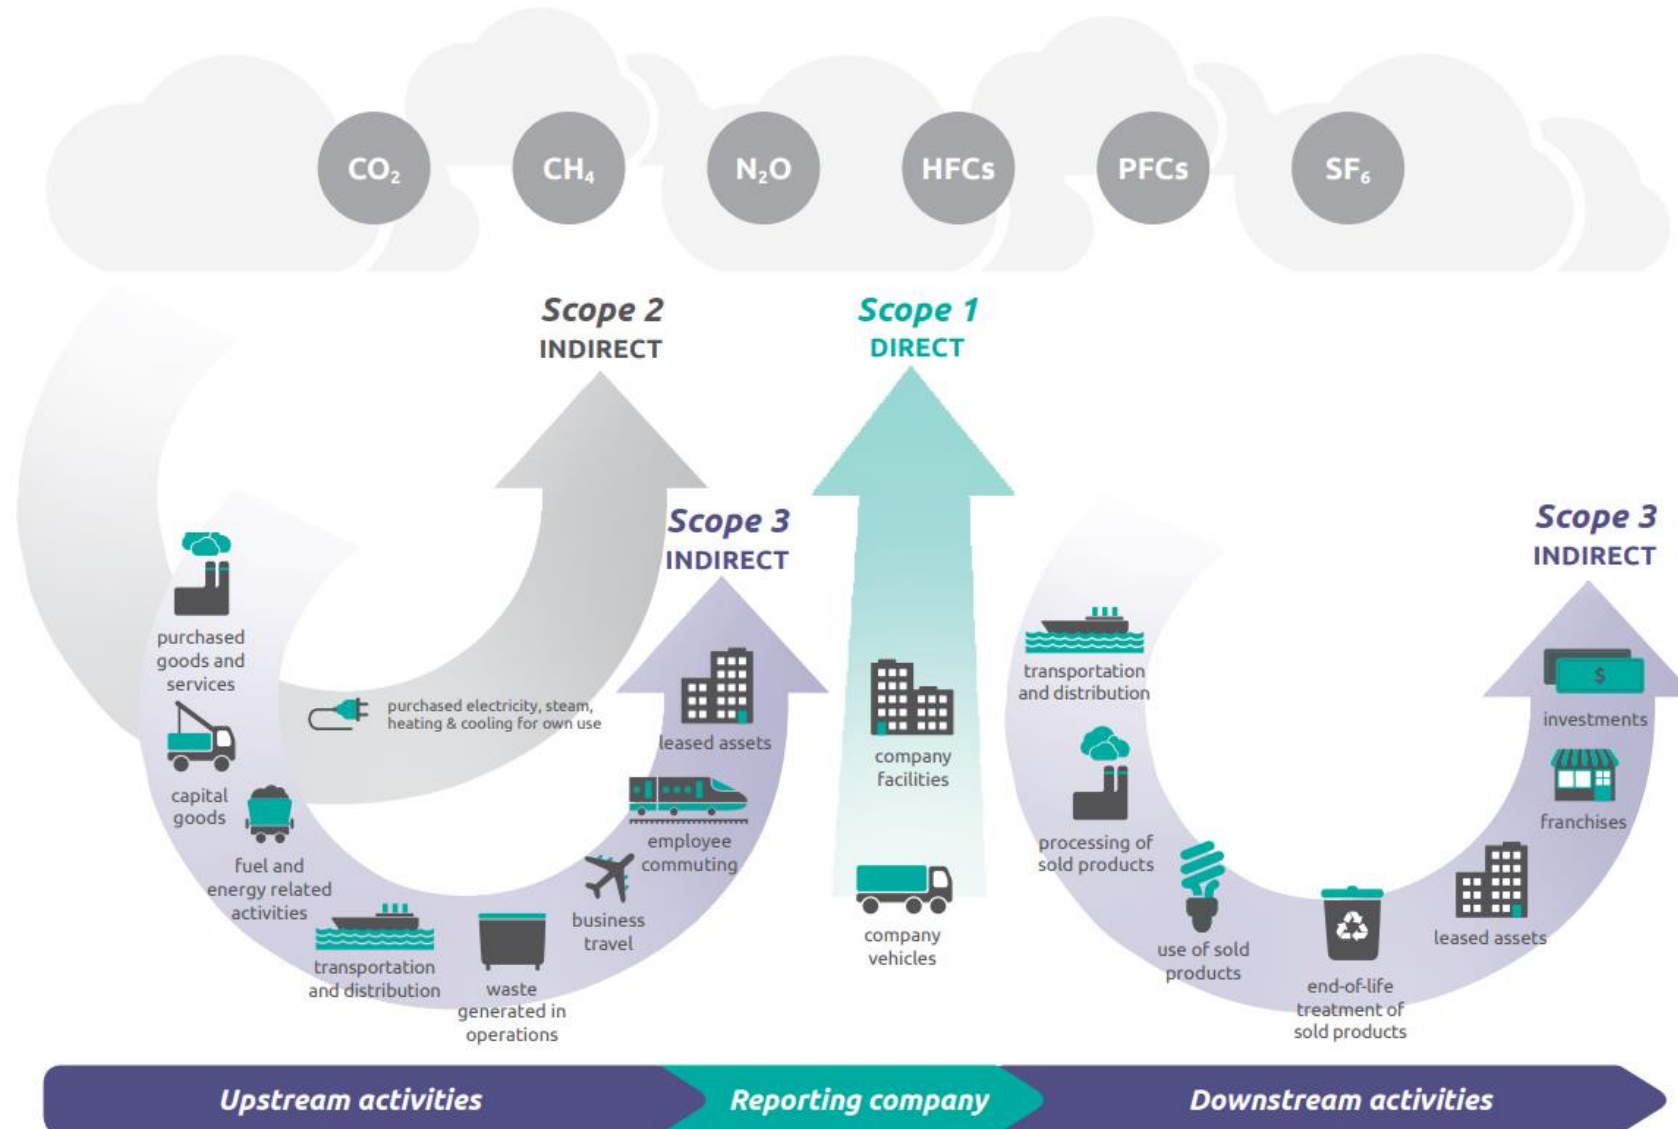 CO₂
CH₄
N₂O
HFCs
PFCs
SF₆
Scope 2
INDIRECT
Scope 1
DIRECT
Scope 3
INDIRECT
Scope 3
INDIRECT
purchased
goods and
services
purchased electricity, steam,
heating & cooling for own use
capital
goods
fuel and
energy related
activities
transportation
and distribution
waste
generated in
operations
business
travel
employee
commuting
leased assets
company
facilities
company
vehicles
transportation
and distribution
processing of
sold products
use of sold
products
end-of-life
treatment of
sold products
leased assets
franchises
$
investments
Upstream activities
Reporting company
Downstream activities